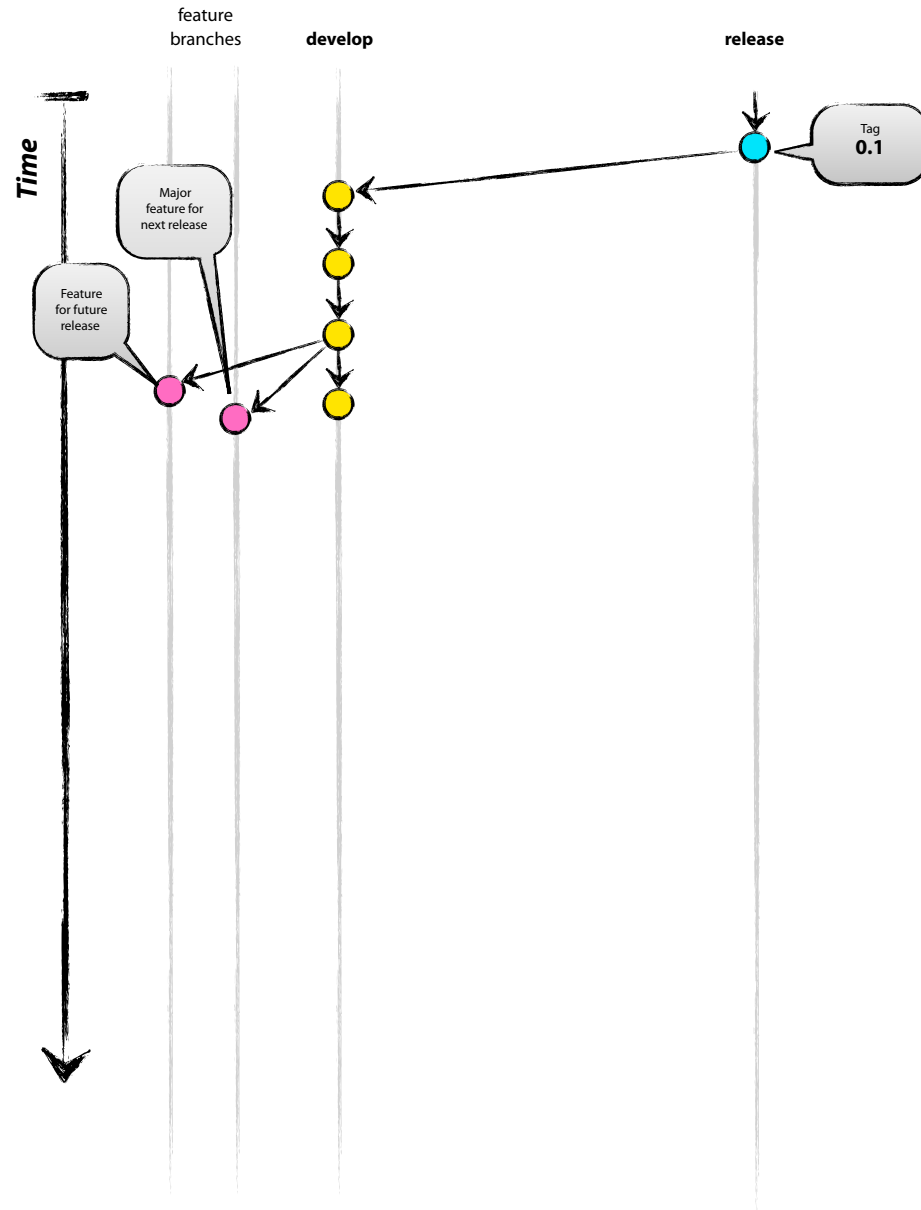 feature
branches
develop
release
Time
Tag
0.1
Major
feature for
next release
Feature
for future
release